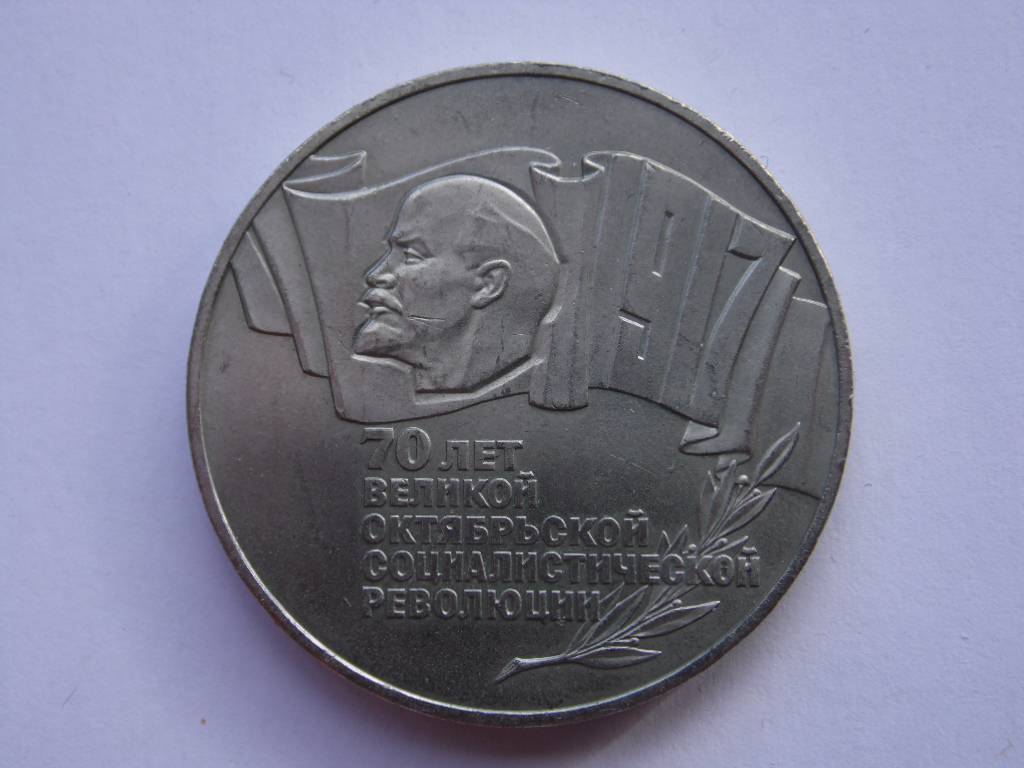 1917
70 ЛЕТ
ВЕЛИКОЙ
ОКТЯБРЬСКОЙ
СОЦИАЛИСТИЧЕСКОЙ
РЕВОЛЮЦИИ